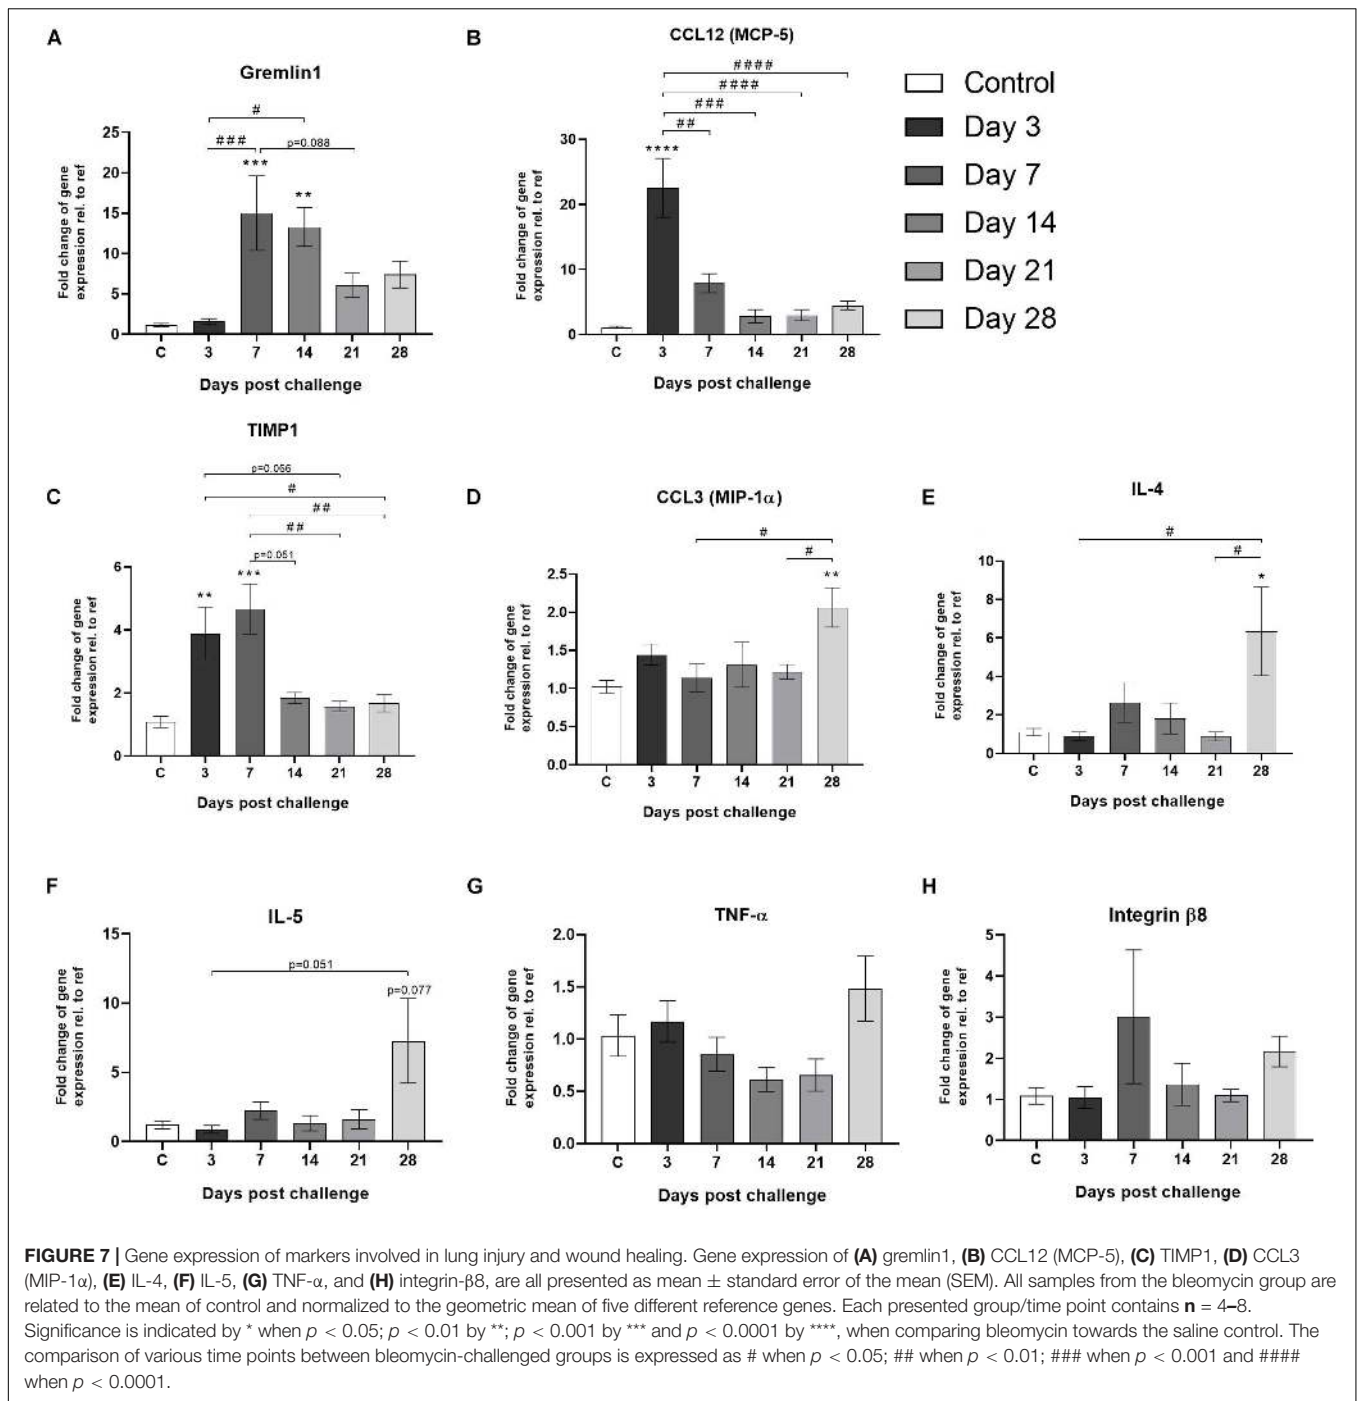 A
Gremlin1
#
###
p=0.088
***
**
25
20
15
10
5
0
Fold change of gene
expression rel. to ref
C 3 7 14 21 28
Days post challenge
B
CCL12 (MCP-5)
####
####
###
##
****
30
20
10
0
Fold change of gene
expression rel. to ref
C 3 7 14 21 28
Days post challenge
Control
Day 3
Day 7
Day 14
Day 21
Day 28
C
TIMP1
p=0.066
#
##
##
p=0.051
**
***
6
4
2
0
Fold change of gene
expression rel. to ref
C 3 7 14 21 28
Days post challenge
D
CCL3 (MIP-1α)
#
#
**
2.5
2.0
1.5
1.0
0.5
0.0
Fold change of gene
expression rel. to ref
C 3 7 14 21 28
Days post challenge
E
IL-4
#
#
*
10
8
6
4
2
0
Fold change of gene
expression rel. to ref
C 3 7 14 21 28
Days post challenge
F
IL-5
p=0.051
p=0.077
15
10
5
0
Fold change of gene
expression rel. to ref
C 3 7 14 21 28
Days post challenge
G
TNF-α
2.0
1.5
1.0
0.5
0.0
Fold change of gene
expression rel. to ref
C 3 7 14 21 28
Days post challenge
H
Integrin β8
5
4
3
2
1
0
Fold change of gene
expression rel. to ref
C 3 7 14 21 28
Days post challenge
FIGURE 7 | Gene expression of markers involved in lung injury and wound healing. Gene expression of (A) gremlin1, (B) CCL12 (MCP-5), (C) TIMP1, (D) CCL3
(MIP-1α), (E) IL-4, (F) IL-5, (G) TNF-α, and (H) integrin-β8, are all presented as mean ± standard error of the mean (SEM). All samples from the bleomycin group are
related to the mean of control and normalized to the geometric mean of five different reference genes. Each presented group/time point contains n = 4–8.
Significance is indicated by * when p < 0.05; p < 0.01 by **; p < 0.001 by *** and p < 0.0001 by ****, when comparing bleomycin towards the saline control. The
comparison of various time points between bleomycin-challenged groups is expressed as # when p < 0.05; ## when p < 0.01; ### when p < 0.001 and ####
when p < 0.0001.